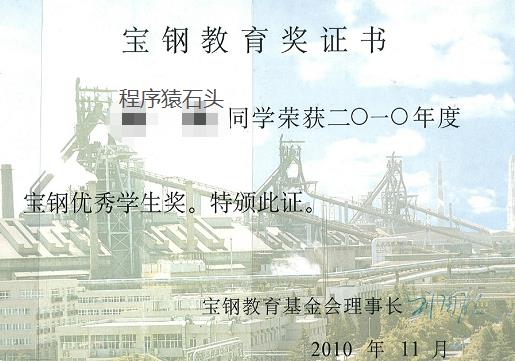 宝钢教育奖证书
程序猿石头
同学荣获二〇一〇年度
宝钢优秀学生奖。特颁此证。
宝钢教育基金会理事长
2010 年 11 月